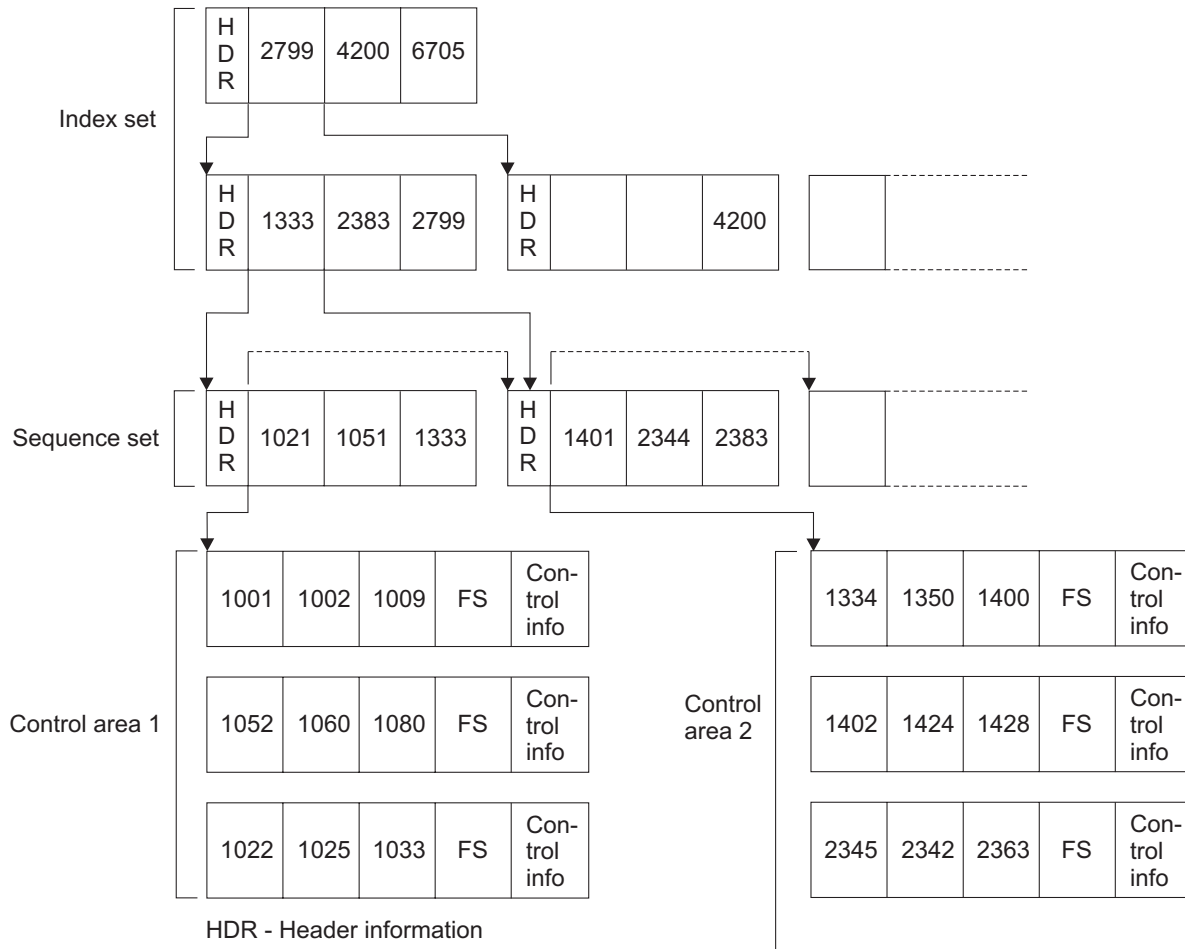 H
D
R
2799 4200 6705
Index set
H
D
R
1333 2383 2799
H
D
R
4200
Sequence set
H
D
R
1021 1051 1333
H
D
R
1401 2344 2383
Control area 1
1001 1002 1009 FS Con-
trol
info
1052 1060 1080 FS Con-
trol
info
1022 1025 1033 FS Con-
trol
info
Control
area 2
1334 1350 1400 FS Con-
trol
info
1402 1424 1428 FS Con-
trol
info
2345 2342 2363 FS Con-
trol
info
HDR - Header information